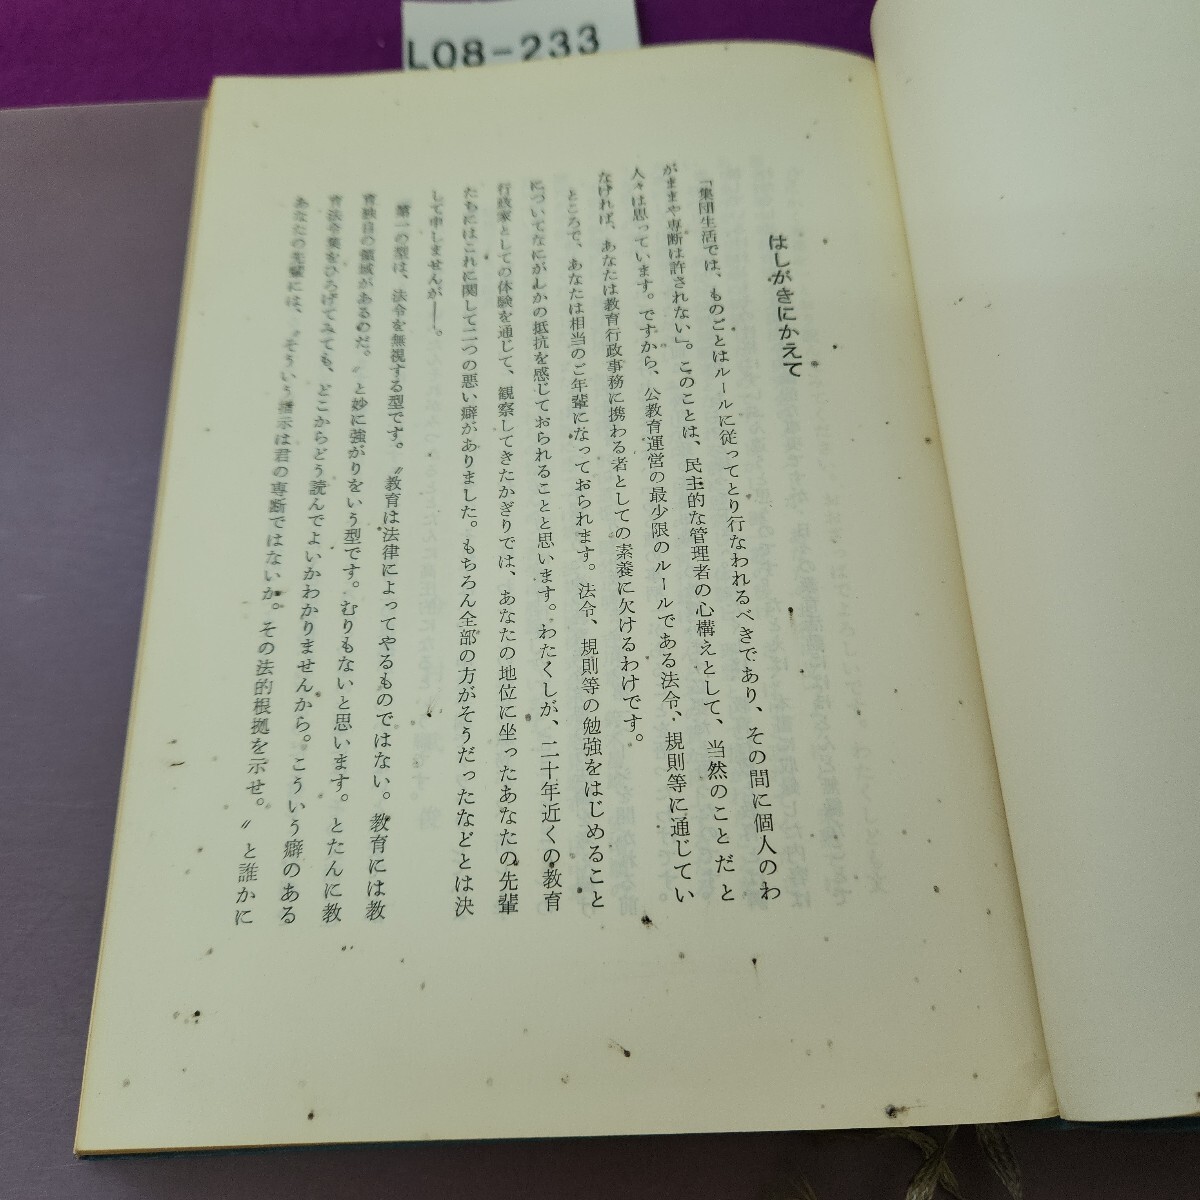 L08-233
はしがきにかえて
「集団生活では、ものごとはルールに従ってとり行なわれるべきであり、その間に個人のわ
がままや専断は許されない」。このことは、民主的な管理者の心構えとして、当然のことだと
人々は思っています。ですから、公教育運営の最少限のルールである法令、規則等に通じてい
なければ、あなたは教育行政事務に携わる者としての素養に欠けるわけです。
ところで、あなたは相当のご年輩になっておられます。法令、規則等の勉強をはじめること
についてなにがしかの抵抗を感じておられることと思います。わたくしが、二十年近くの教育
行政家としての体験を通じて、観察してきたかぎりでは、あなたの地位に坐ったあなたの先輩
たちにはこれに関して二つの悪い癖がありました。もちろん全部の方がそうだったなどとは決
して申しませんが――。
第一の型は、法令を無視する型です。〝教育は法律によってやるものではない。教育には教
育独自の領域があるのだ。〟と妙に強がりをいう型です。むりもないと思います。とたんに教
育法令集をひろげてみても、どこからどう読んでよいかわかりませんから。こういう癖のある
あなたの先輩には、〝そういう指示は君の専断ではないか。その法的根拠を示せ。〟と誰かに